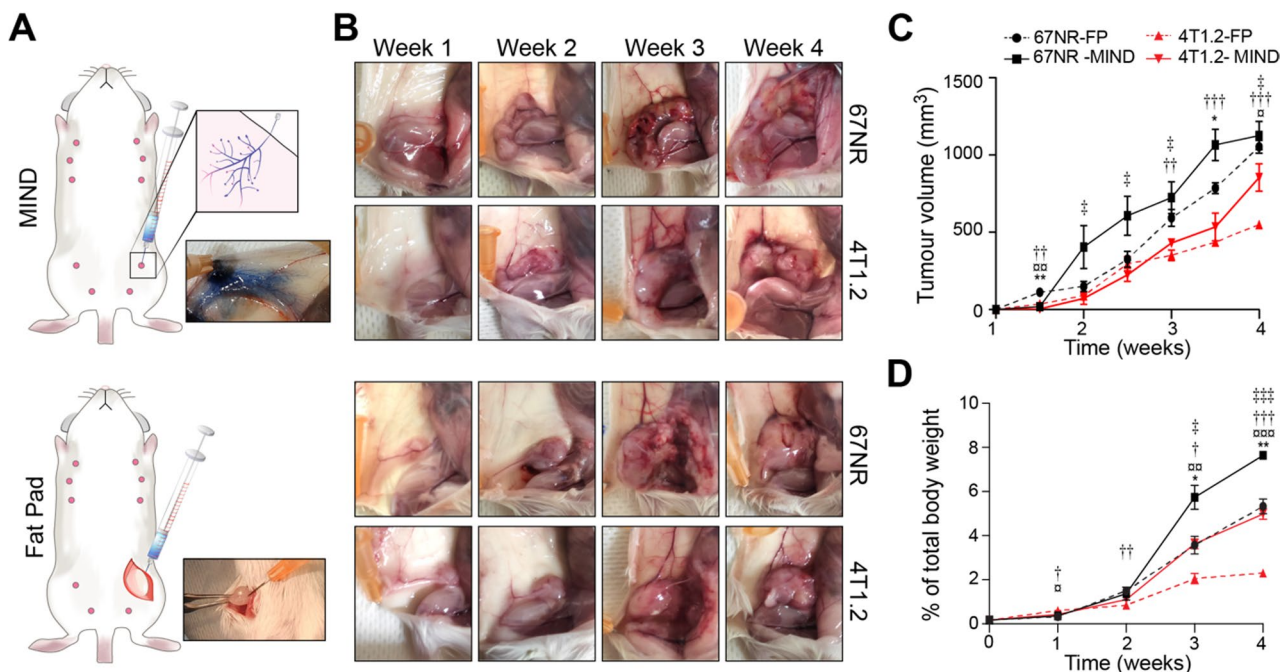 A
MIND
Fat Pad
B
Week 1 Week 2 Week 3 Week 4
67NR
4T1.2
67NR
4T1.2
C
67NR-FP 4T1.2-FP
67NR -MIND 4T1.2- MIND
Tumour volume (mm³)
1500
1000
500
0
††
¤¤
**
‡
‡
‡
††
†††
*
‡
†††
¤
1 2 3 4
Time (weeks)
D
% of total body weight
10
8
6
4
2
0
†
¤
††
‡
†
¤¤
*
‡‡‡
†††
¤¤¤
**
0 1 2 3 4
Time (weeks)